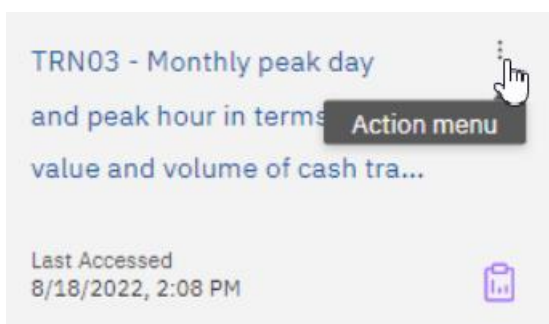 TRN03 - Monthly peak day
and peak hour in terms
Action menu
value and volume of cash tra...
Last Accessed
8/18/2022, 2:08 PM